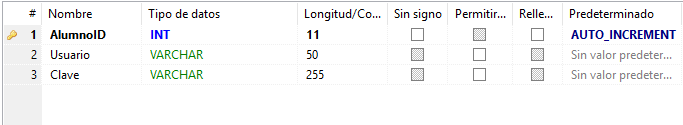 # Nombre Tipo de datos Longitud/Co... Sin signo Permitir... Relle... Predeterminado
1 AlumnoID INT 11 AUTO_INCREMENT
2 Usuario VARCHAR 50 Sin valor predeter...
3 Clave VARCHAR 255 Sin valor predeter...